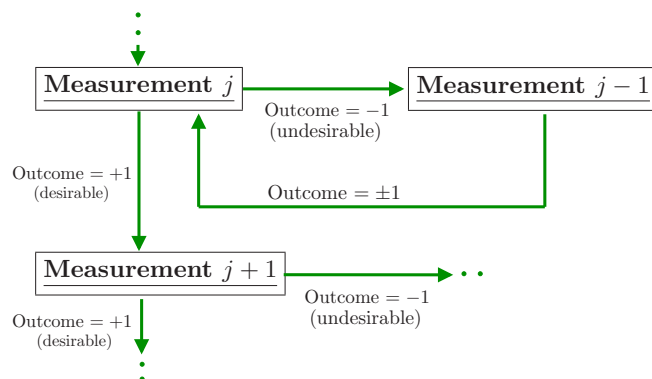 Measurement j
Outcome = −1
(undesirable)
Measurement j − 1
Outcome = +1
(desirable)
Outcome = ±1
Measurement j + 1
Outcome = −1
(undesirable)
Outcome = +1
(desirable)